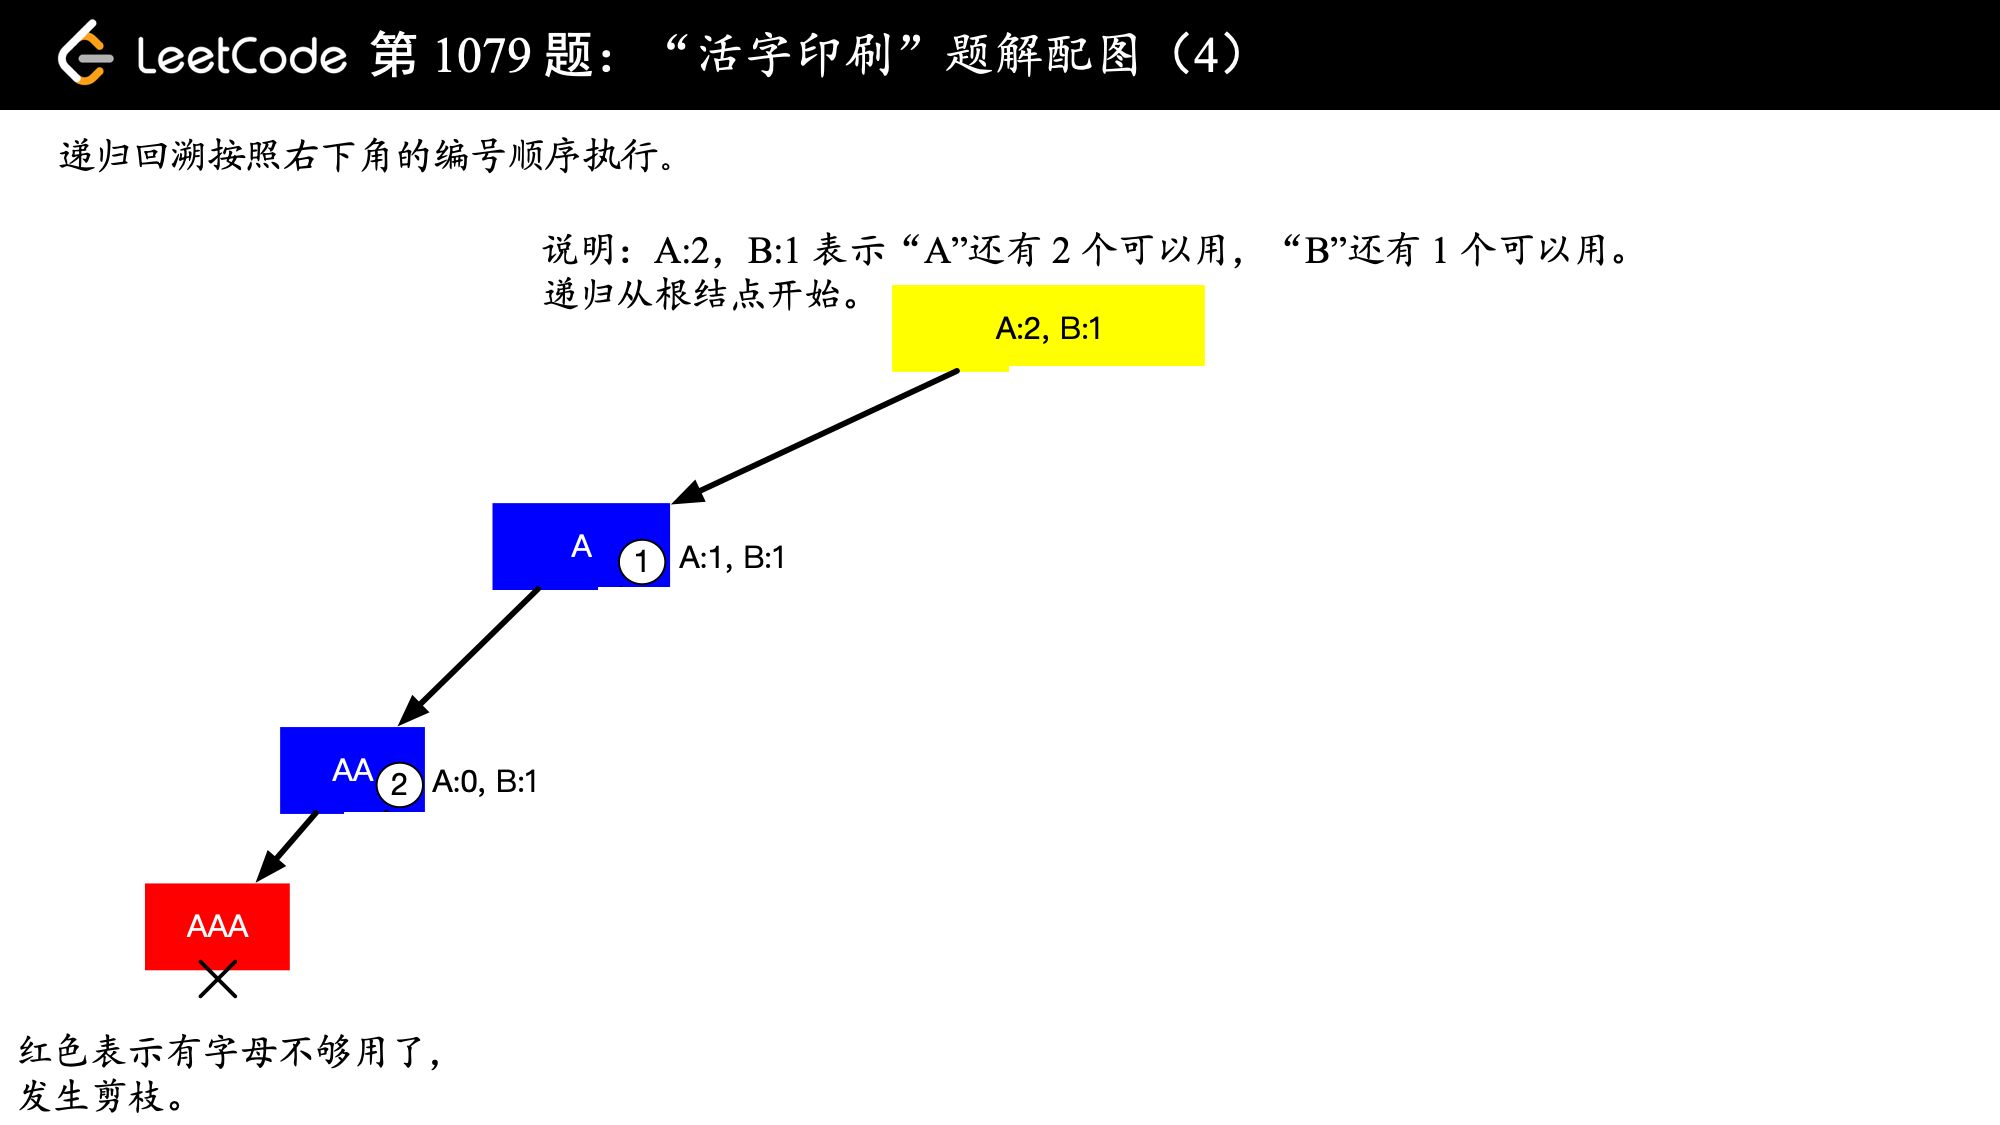 LeetCode 第 1079 题：“活字印刷”题解配图（4）
递归回溯按照右下角的编号顺序执行。
说明：A:2，B:1 表示“A”还有 2 个可以用，“B”还有 1 个可以用。
递归从根结点开始。
A:2, B:1
A
1
A:1, B:1
AA
2
A:0, B:1
AAA
红色表示有字母不够用了，
发生剪枝。